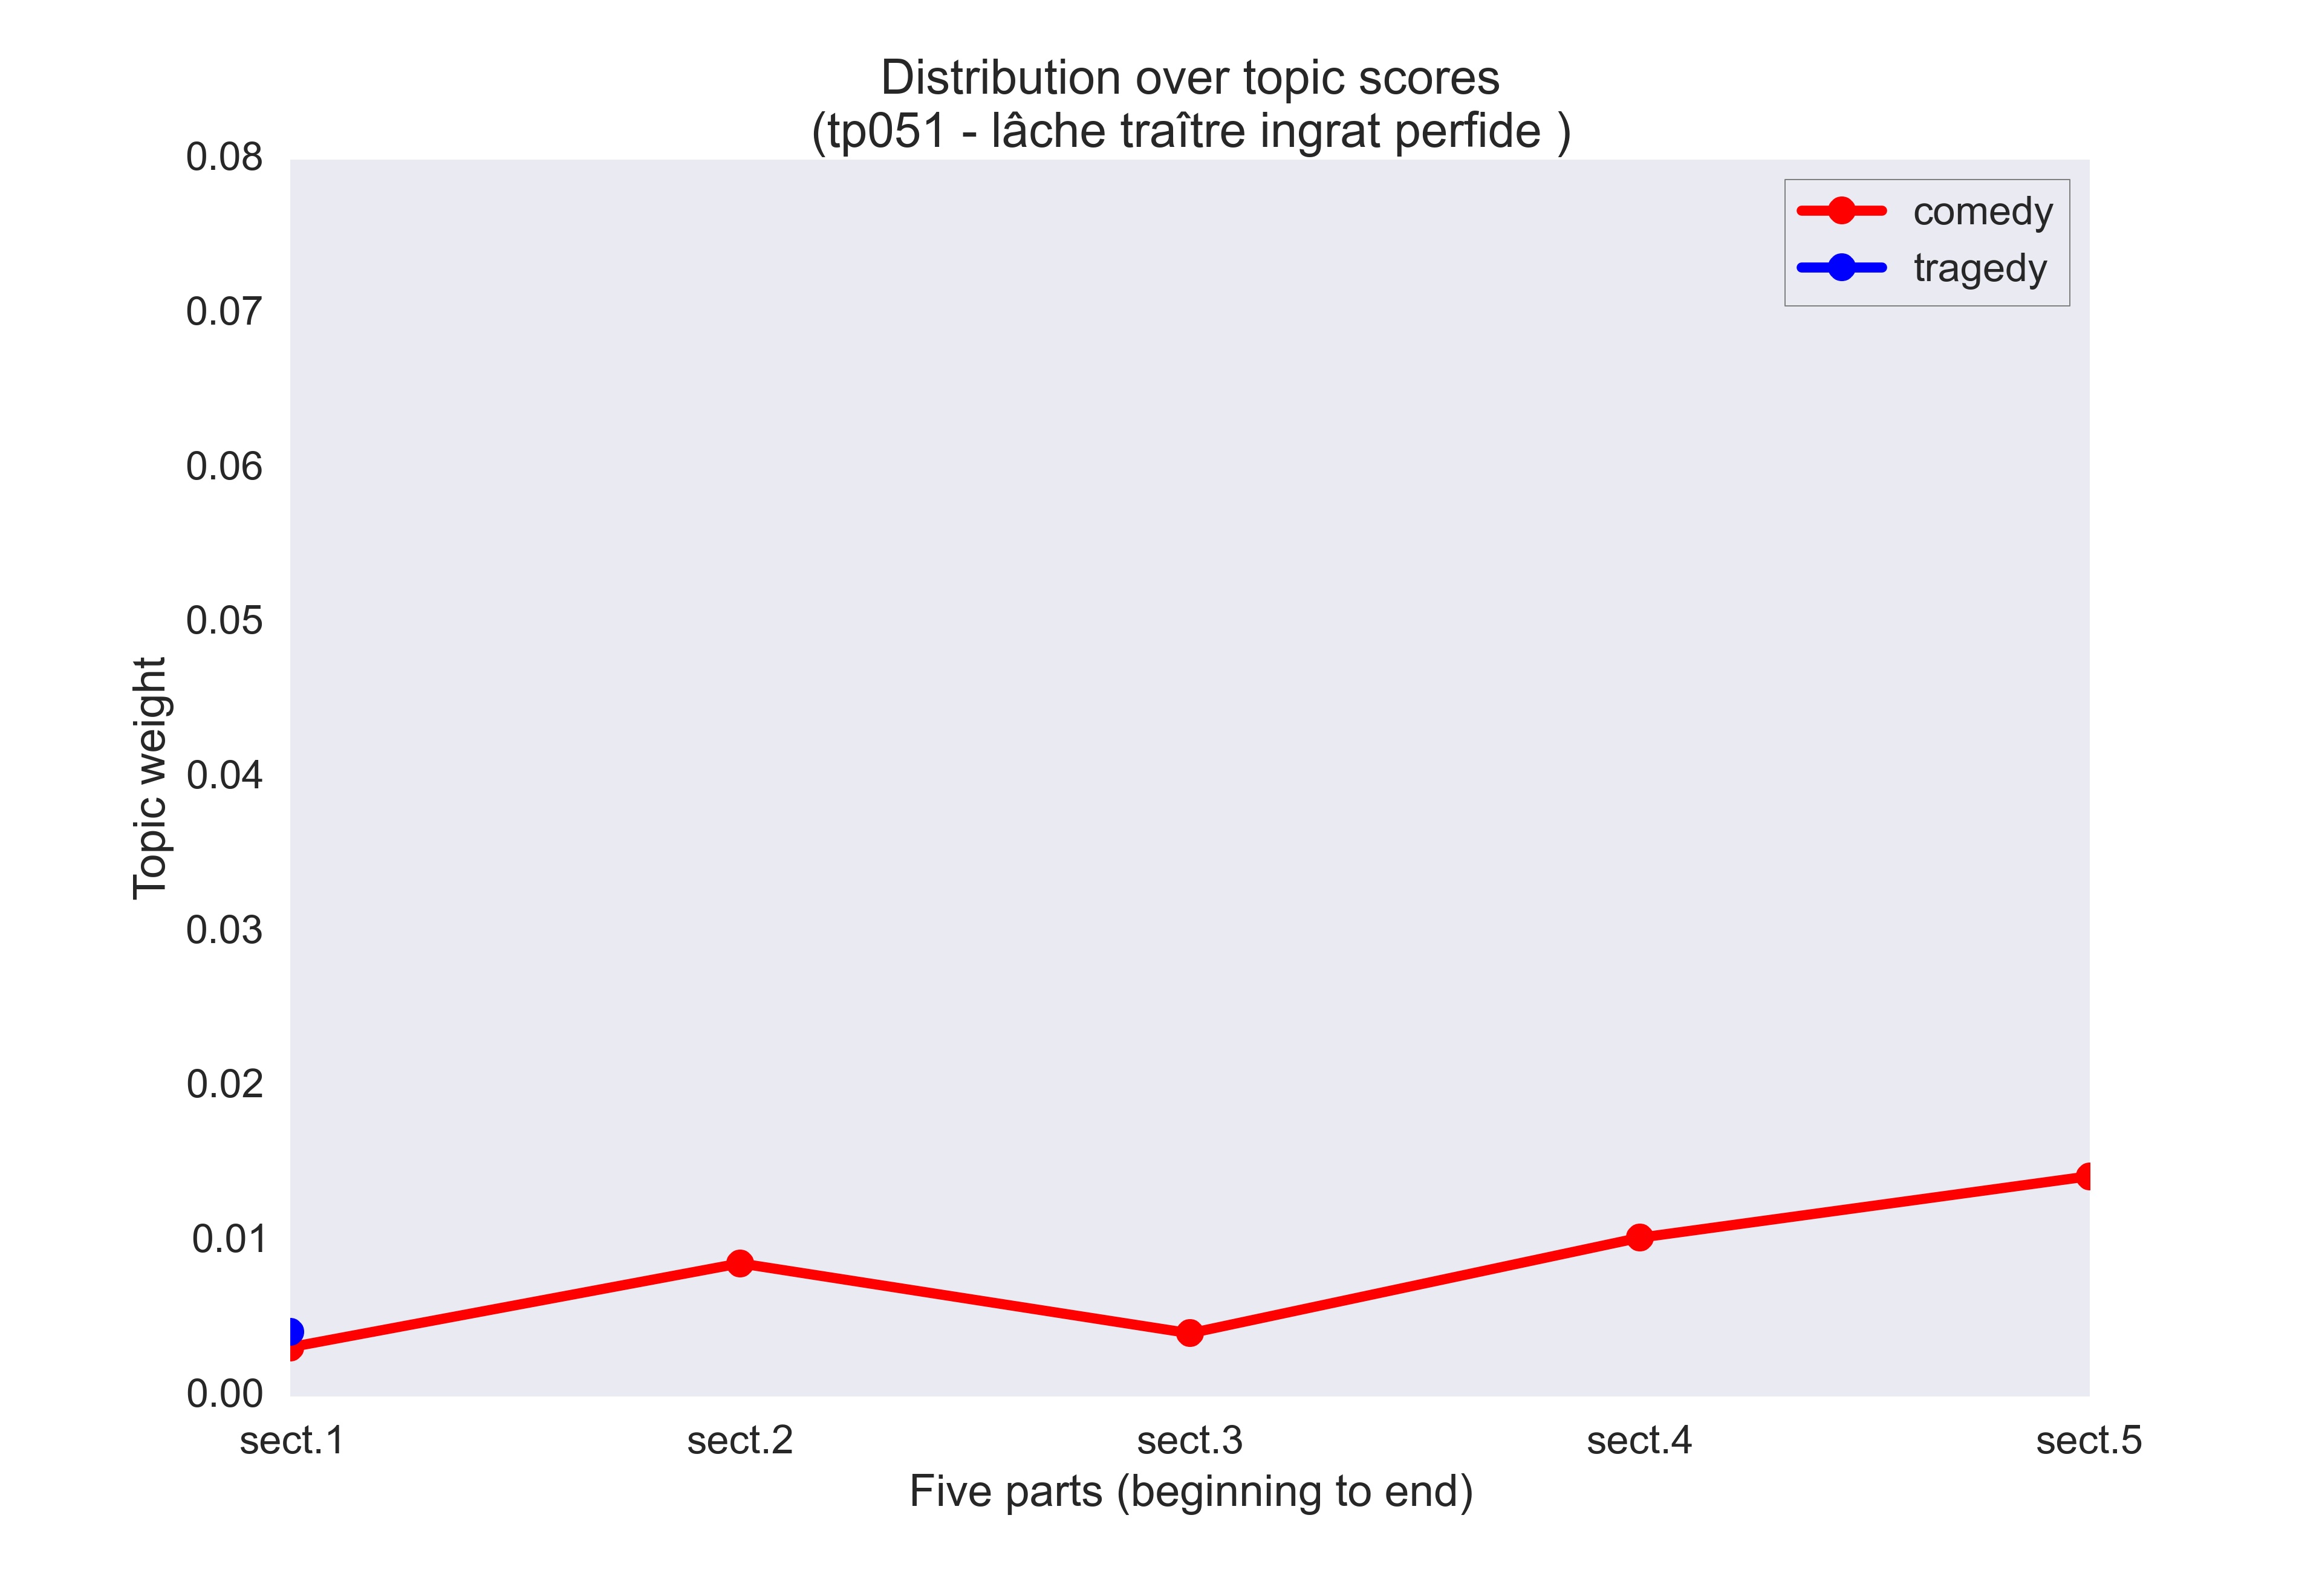 Distribution over topic scores
(tp051 - lâche traître ingrat perfide )
comedy
tragedy
0.08
0.07
0.06
0.05
0.04
0.03
0.02
0.01
0.00
Topic weight
sect.1
sect.2
sect.3
sect.4
sect.5
Five parts (beginning to end)